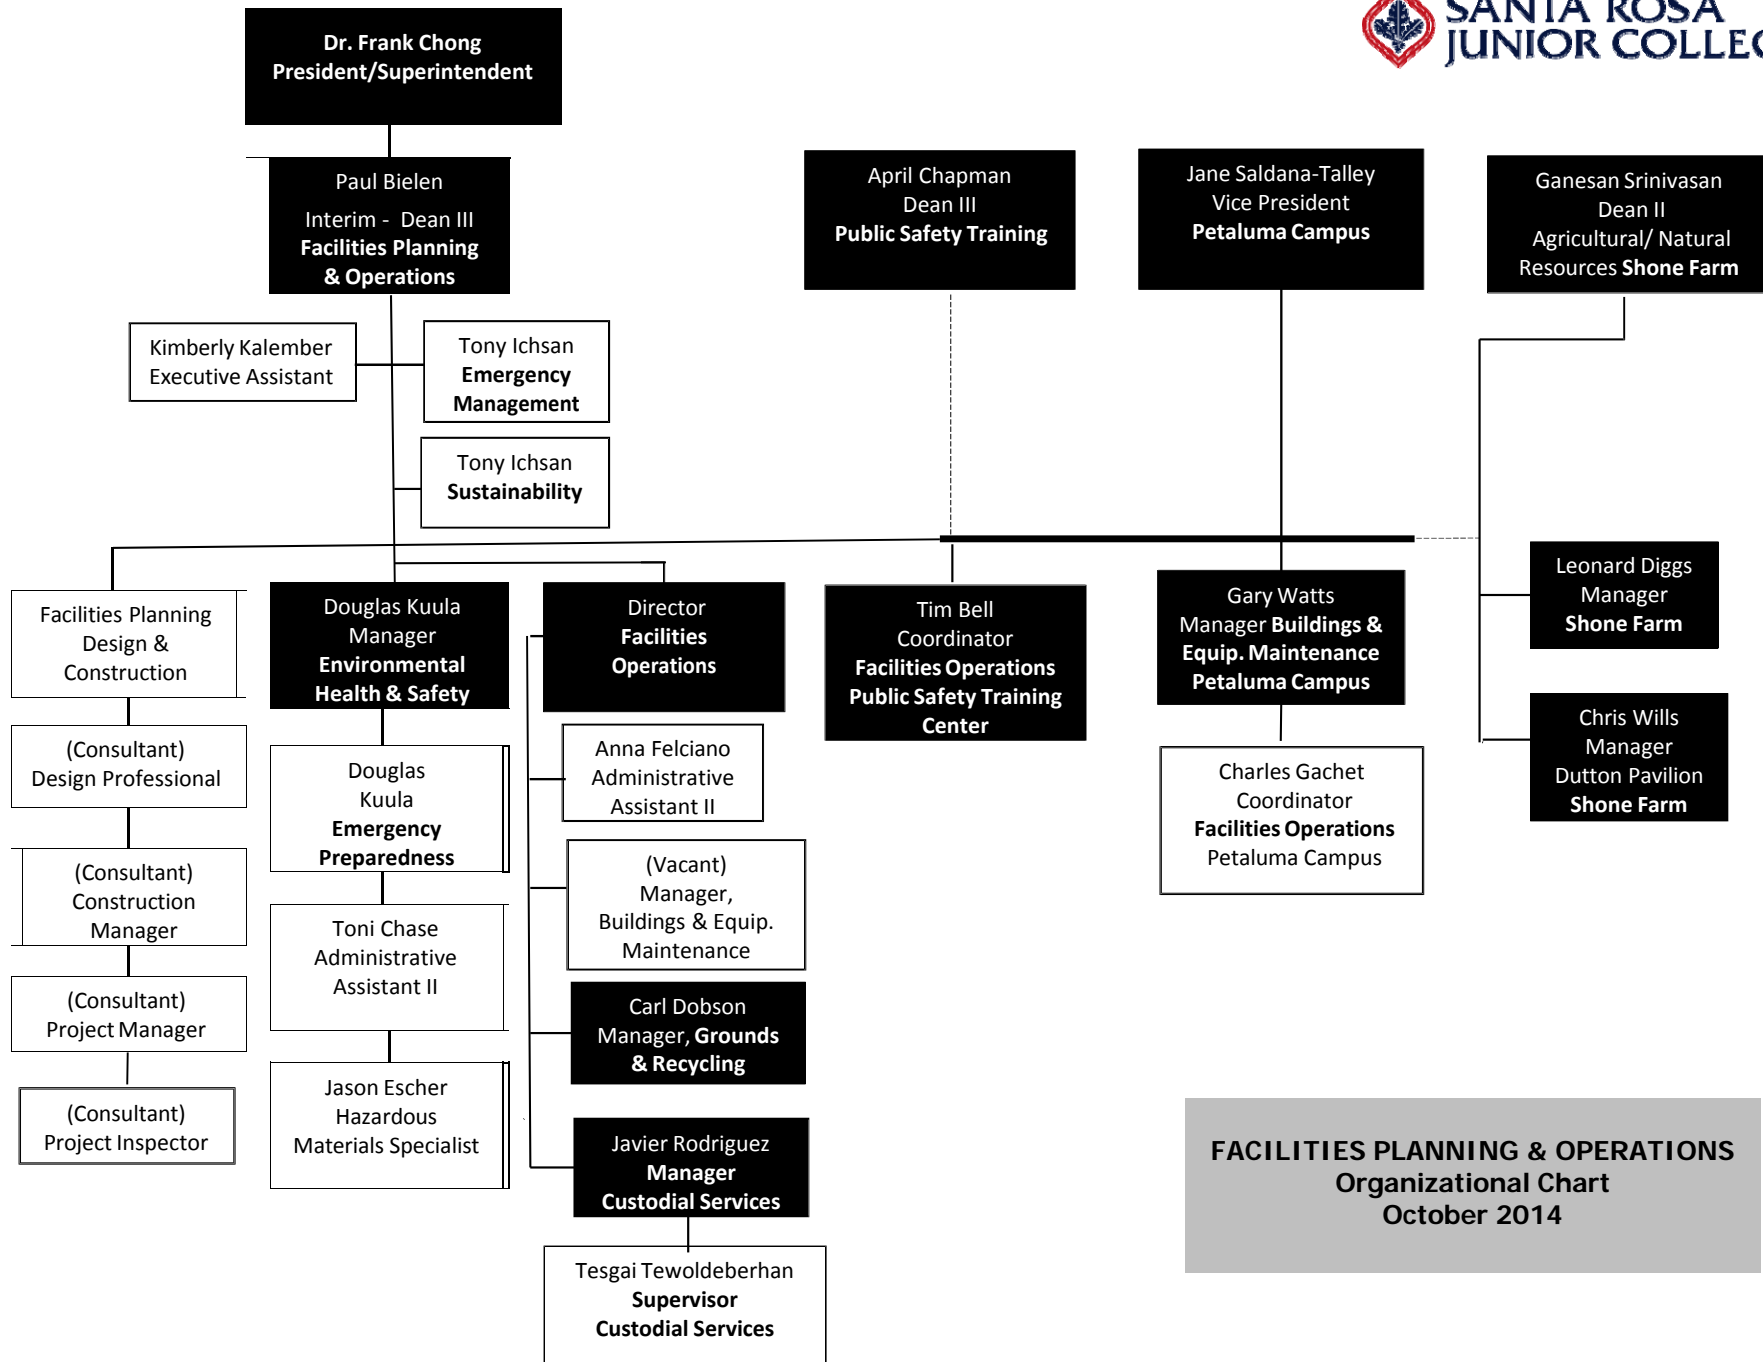 SANTA ROSA
JUNIOR COLLEG
Dr. Frank Chong
President/Superintendent
Paul Bielen
Interim - Dean III
Facilities Planning
& Operations
April Chapman
Dean III
Public Safety Training
Jane Saldana-Talley
Vice President
Petaluma Campus
Ganesan Srinivasan
Dean II
Agricultural/ Natural
Resources Shone Farm
Kimberly Kalember
Executive Assistant
Tony Ichsan
Emergency
Management
Tony Ichsan
Sustainability
Facilities Planning
Design &
Construction
(Consultant)
Design Professional
(Consultant)
Construction
Manager
(Consultant)
Project Manager
(Consultant)
Project Inspector
Douglas Kuula
Manager
Environmental
Health & Safety
Douglas
Kuula
Emergency
Preparedness
Toni Chase
Administrative
Assistant II
Jason Escher
Hazardous
Materials Specialist
Director
Facilities
Operations
Anna Felciano
Administrative
Assistant II
(Vacant)
Manager,
Buildings & Equip.
Maintenance
Carl Dobson
Manager, Grounds
& Recycling
Javier Rodriguez
Manager
Custodial Services
Tesgai Tewoldeberhan
Supervisor
Custodial Services
Tim Bell
Coordinator
Facilities Operations
Public Safety Training
Center
Gary Watts
Manager Buildings &
Equip. Maintenance
Petaluma Campus
Charles Gachet
Coordinator
Facilities Operations
Petaluma Campus
Leonard Diggs
Manager
Shone Farm
Chris Wills
Manager
Dutton Pavilion
Shone Farm
FACILITIES PLANNING & OPERATIONS
Organizational Chart
October 2014